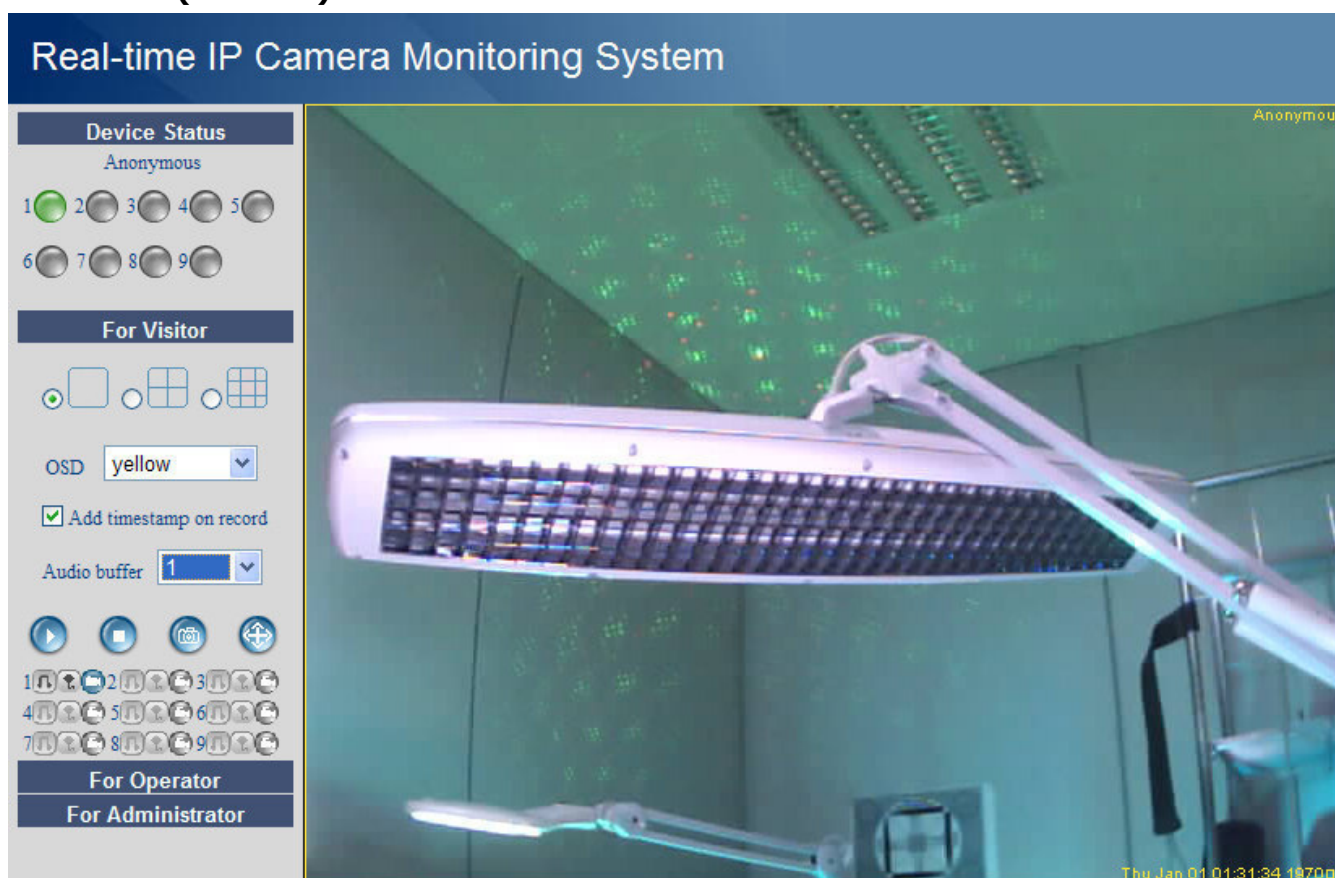 Real-time IP Camera Monitoring System
Device Status
Anonymous
1 2 3 4 5
6 7 8 9
For Visitor
OSD yellow
Add timestamp on record
Audio buffer 1
1 2 3
4 5 6
7 8 9
For Operator
For Administrator
Anonymou
Thu Jan 01 01:31:34 1970